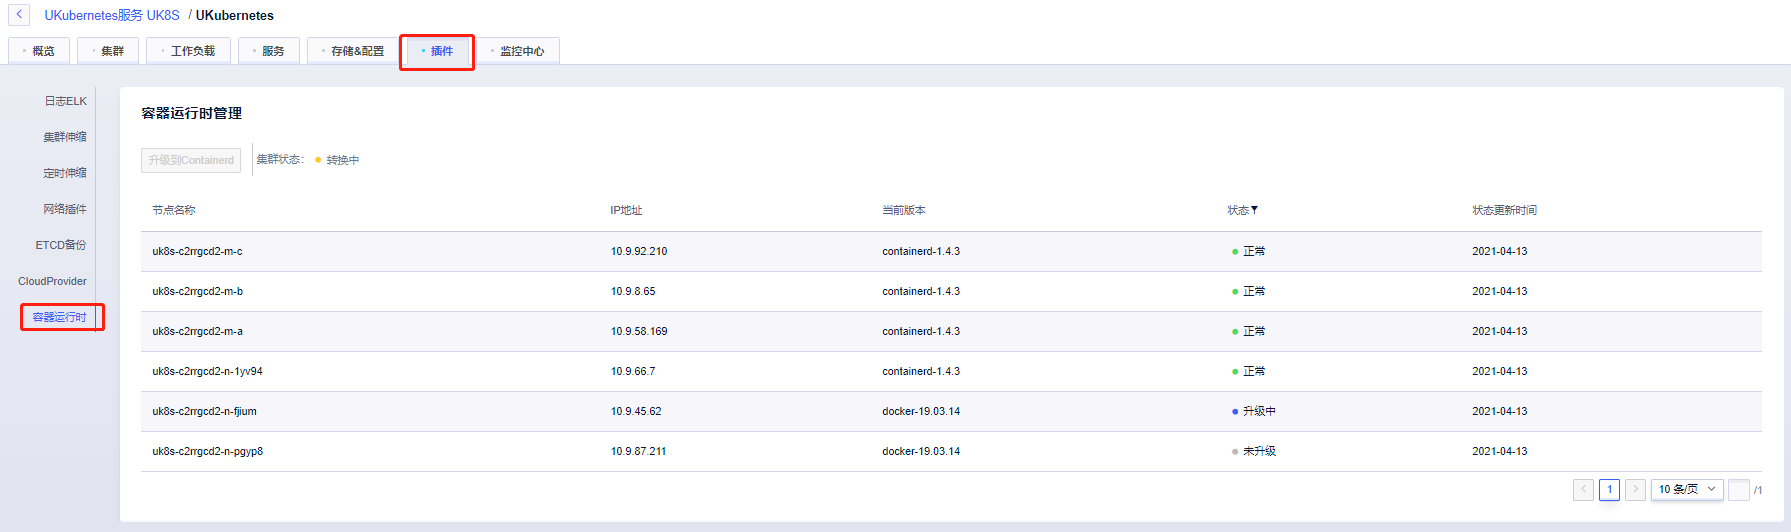 UKubernetes服务 UK8S / UKubernetes
概览 集群 工作负载 服务 存储&配置 插件 监控中心
日志ELK
集群伸缩
定时伸缩
网络插件
ETCD备份
CloudProvider
容器运行时
容器运行时管理
升级到Containerd 集群状态： 转换中
节点名称 IP地址 当前版本 状态 状态更新时间
uk8s-c2rrgcd2-m-c 10.9.92.210 containerd-1.4.3 正常 2021-04-13
uk8s-c2rrgcd2-m-b 10.9.8.65 containerd-1.4.3 正常 2021-04-13
uk8s-c2rrgcd2-m-a 10.9.58.169 containerd-1.4.3 正常 2021-04-13
uk8s-c2rrgcd2-n-1yv94 10.9.66.7 containerd-1.4.3 正常 2021-04-13
uk8s-c2rrgcd2-n-fjium 10.9.45.62 docker-19.03.14 升级中 2021-04-13
uk8s-c2rrgcd2-n-pgyp8 10.9.87.211 docker-19.03.14 未升级 2021-04-13
1 10 条/页 /1